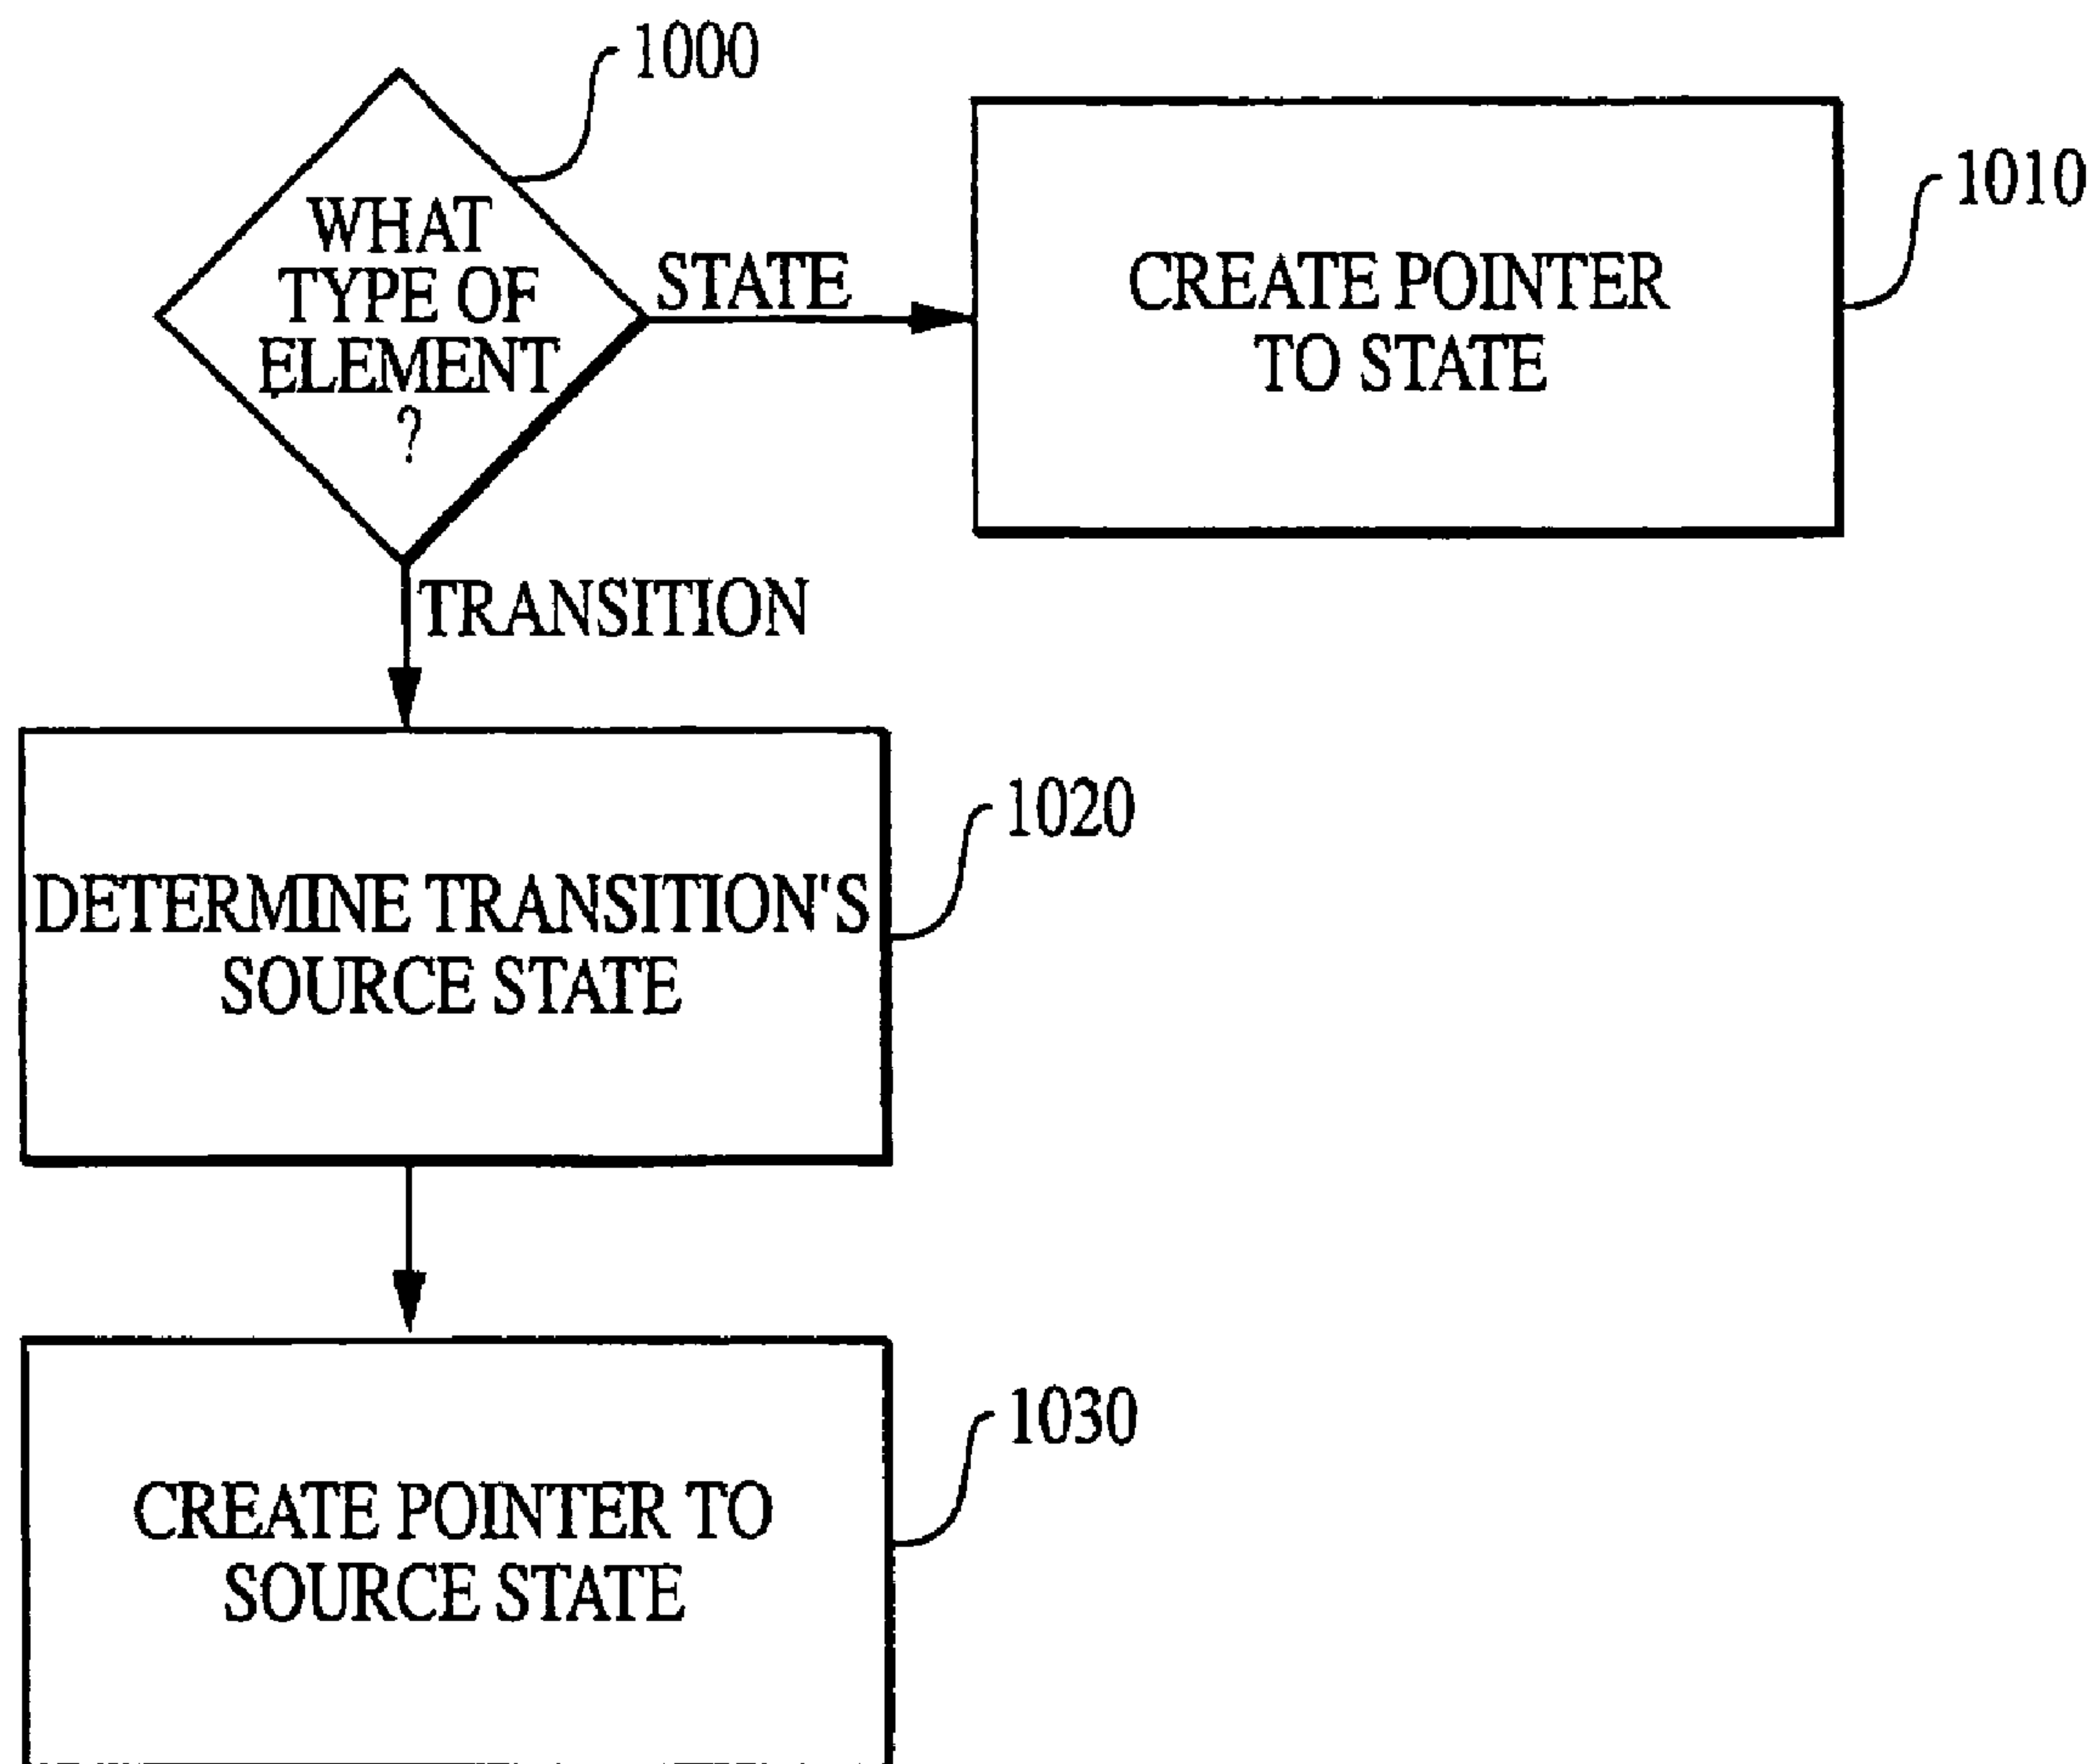 1000
WHAT
TYPE OF
ELEMENT
?
STATE
CREATE POINTER
TO STATE
1010
TRANSITION
DETERMINE TRANSITION'S
SOURCE STATE
1020
CREATE POINTER TO
SOURCE STATE
1030